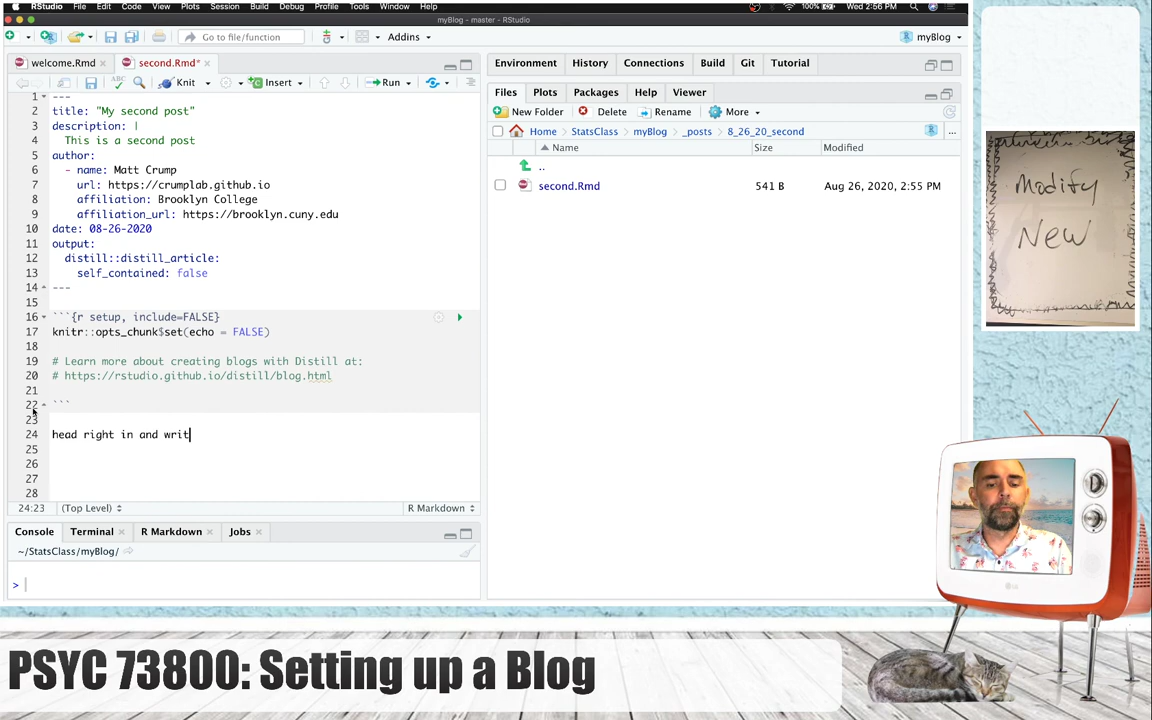 RStudio File Edit Code View Plots Session Build Debug Profile Tools Window Help 100% Wed 2:56 PM
myBlog - master - RStudio
Go to file/function Addins myBlog
welcome.Rmd × second.Rmd* ×
Knit Insert Run
1 ---
2 title: "My second post"
3 description: |
4 This is a second post
5 author:
6 - name: Matt Crump
7 url: https://crumplab.github.io
8 affiliation: Brooklyn College
9 affiliation_url: https://brooklyn.cuny.edu
10 date: 08-26-2020
11 output:
12 distill::distill_article:
13 self_contained: false
14 ---
15
16 ```{r setup, include=FALSE}
17 knitr::opts_chunk$set(echo = FALSE)
18
19 # Learn more about creating blogs with Distill at:
20 # https://rstudio.github.io/distill/blog.html
21
22 ```
23
24 head right in and writ
25
26
27
28
24:23 (Top Level) R Markdown
Console Terminal × R Markdown × Jobs ×
~/StatsClass/myBlog/
>
Environment History Connections Build Git Tutorial
Files Plots Packages Help Viewer
New Folder Delete Rename More
Home StatsClass myBlog _posts 8_26_20_second ...
Name Size Modified
..
second.Rmd 541 B Aug 26, 2020, 2:55 PM
Modify
New
LG
PSYC 73800: Setting up a Blog